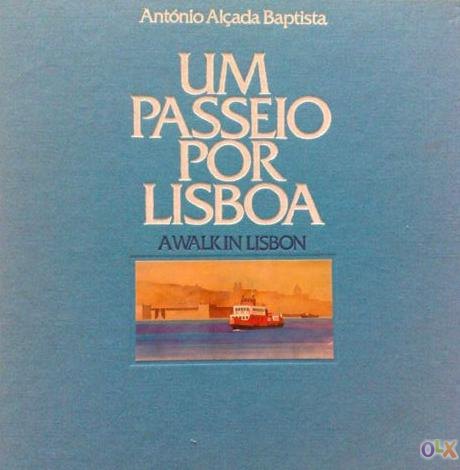 António Alçada Baptista
UM
PASSEIO
POR
LISBOA
A WALK IN LISBON
OLX